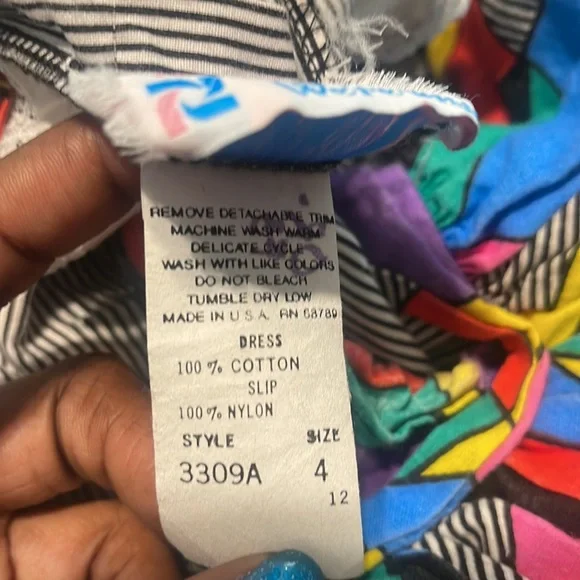 REMOVE DETACHABLE TRIM
MACHINE WASH WARM
DELICATE CYCLE
WASH WITH LIKE COLORS
DO NOT BLEACH
TUMBLE DRY LOW
MADE IN U S A. RN 68780
DRESS
100 % COTTON
SLIP
100 % NYLON
STYLE SIZE
3309A 4
12